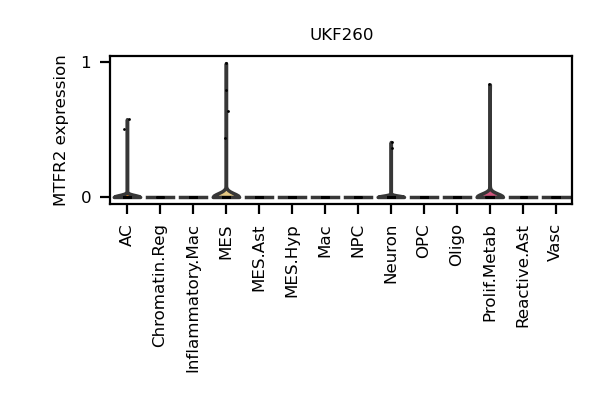 UKF260
MTFR2 expression
1
0
AC
Chromatin.Reg
Inflammatory.Mac
MES
MES.Ast
MES.Hyp
Mac
NPC
Neuron
OPC
Oligo
Prolif.Metab
Reactive.Ast
Vasc